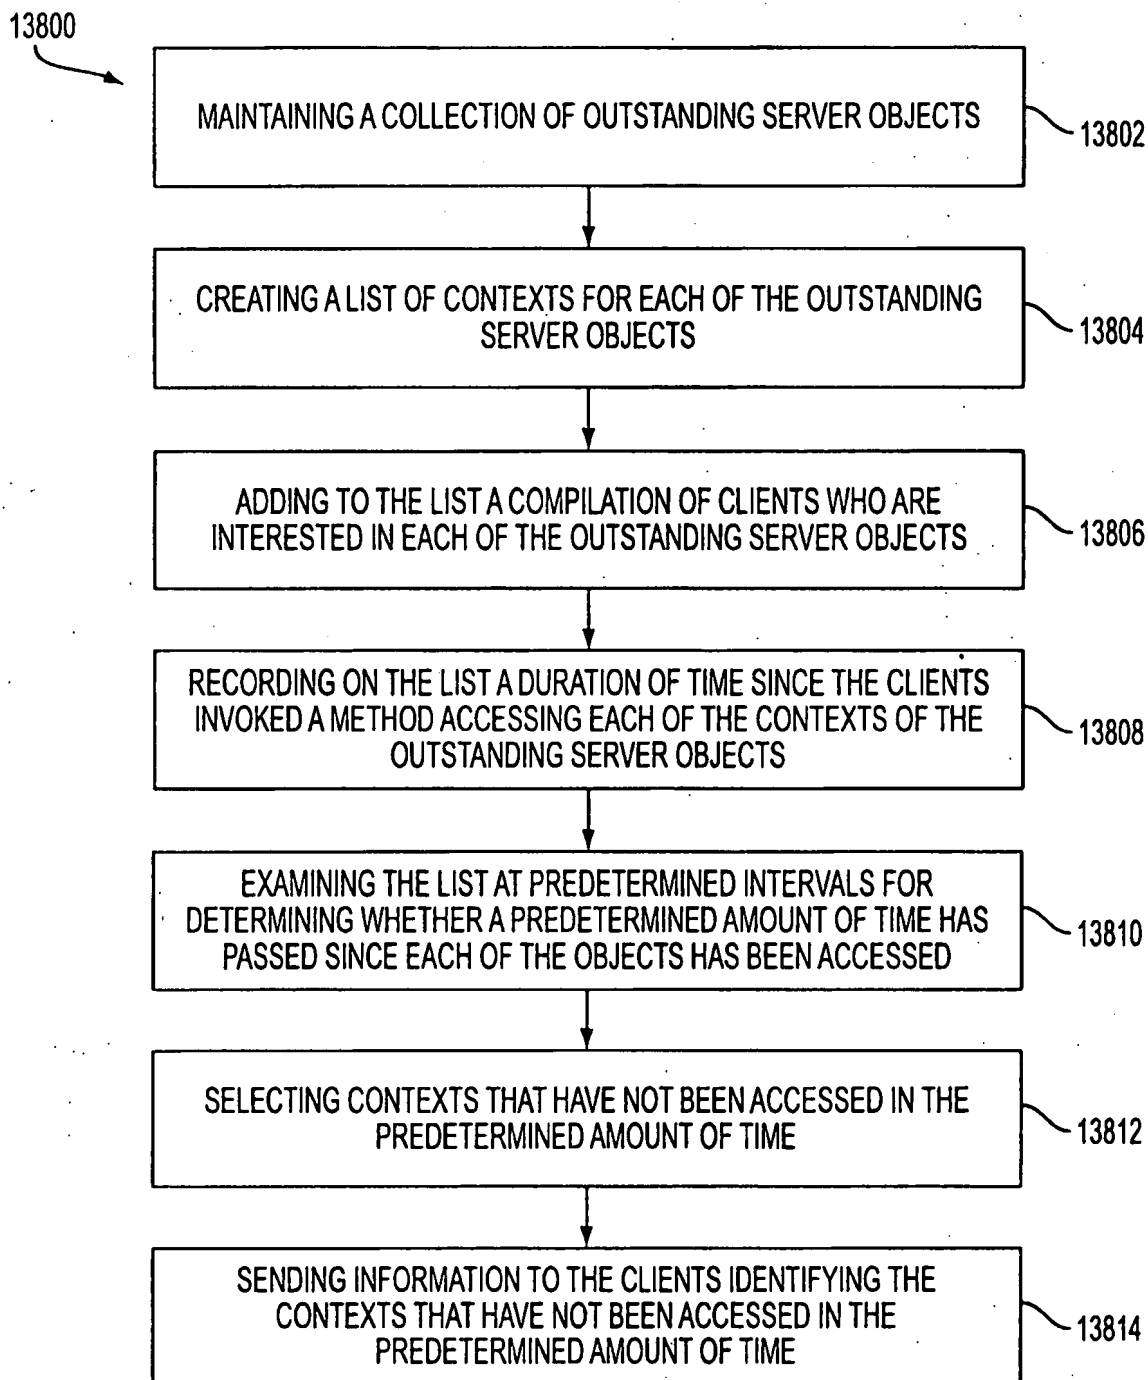 13800
MAINTAINING A COLLECTION OF OUTSTANDING SERVER OBJECTS
13802
CREATING A LIST OF CONTEXTS FOR EACH OF THE OUTSTANDING
SERVER OBJECTS
13804
ADDING TO THE LIST A COMPILATION OF CLIENTS WHO ARE
INTERESTED IN EACH OF THE OUTSTANDING SERVER OBJECTS
13806
RECORDING ON THE LIST A DURATION OF TIME SINCE THE CLIENTS
INVOKED A METHOD ACCESSING EACH OF THE CONTEXTS OF THE
OUTSTANDING SERVER OBJECTS
13808
EXAMINING THE LIST AT PREDETERMINED INTERVALS FOR
DETERMINING WHETHER A PREDETERMINED AMOUNT OF TIME HAS
PASSED SINCE EACH OF THE OBJECTS HAS BEEN ACCESSED
13810
SELECTING CONTEXTS THAT HAVE NOT BEEN ACCESSED IN THE
PREDETERMINED AMOUNT OF TIME
13812
SENDING INFORMATION TO THE CLIENTS IDENTIFYING THE
CONTEXTS THAT HAVE NOT BEEN ACCESSED IN THE
PREDETERMINED AMOUNT OF TIME
13814